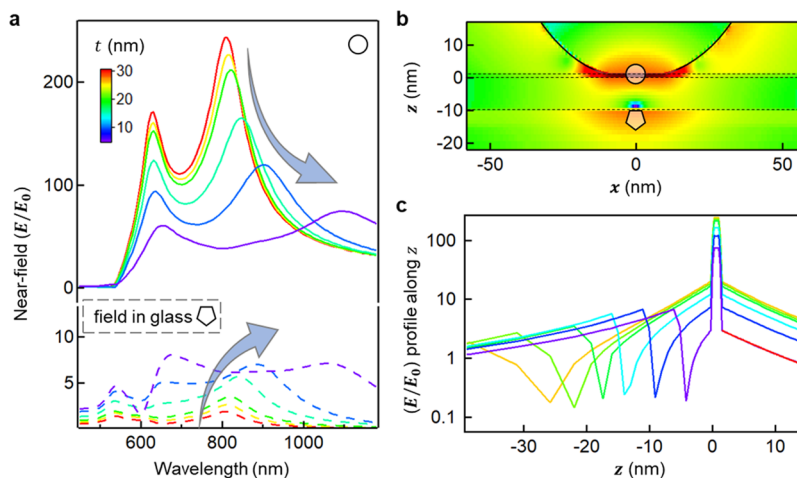 a
t (nm)
30
20
10
200
100
0
Near-field (E/E₀)
field in glass
10
5
600
800
1000
Wavelength (nm)
b
z (nm)
10
0
-10
-20
-50
0
50
x (nm)
c
(E/E₀) profile along z
100
10
1
0.1
-30
-20
-10
0
10
z (nm)